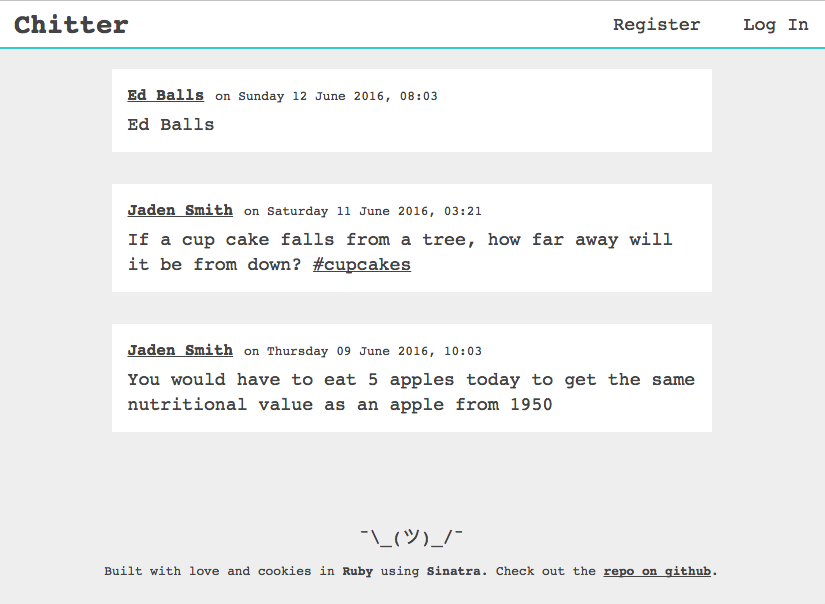 Chitter
Register
Log In
Ed Balls on Sunday 12 June 2016, 08:03
Ed Balls
Jaden Smith on Saturday 11 June 2016, 03:21
If a cup cake falls from a tree, how far away will
it be from down? #cupcakes
Jaden Smith on Thursday 09 June 2016, 10:03
You would have to eat 5 apples today to get the same
nutritional value as an apple from 1950
¯\_(ツ)_/¯
Built with love and cookies in Ruby using Sinatra. Check out the repo on github.